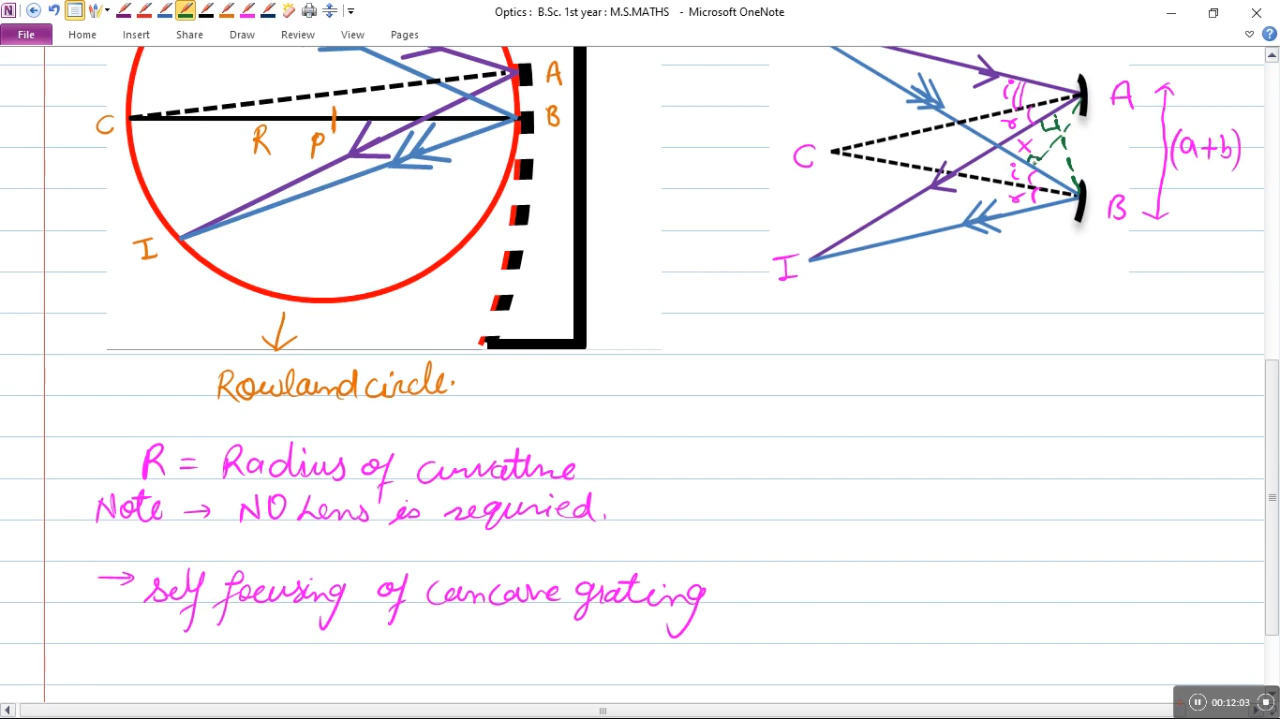 Optics : B.Sc. 1st year : M.S.MATHS - Microsoft OneNote
File Home Insert Share Draw Review View Pages
A
B
C
R
P
I
Rowland circle.
R = Radius of curvature
Note → NO Lens is requried.
→ self focusing of concave grating
i
r
A
C
x
(a+b)
i
r
B
I
00:12:03